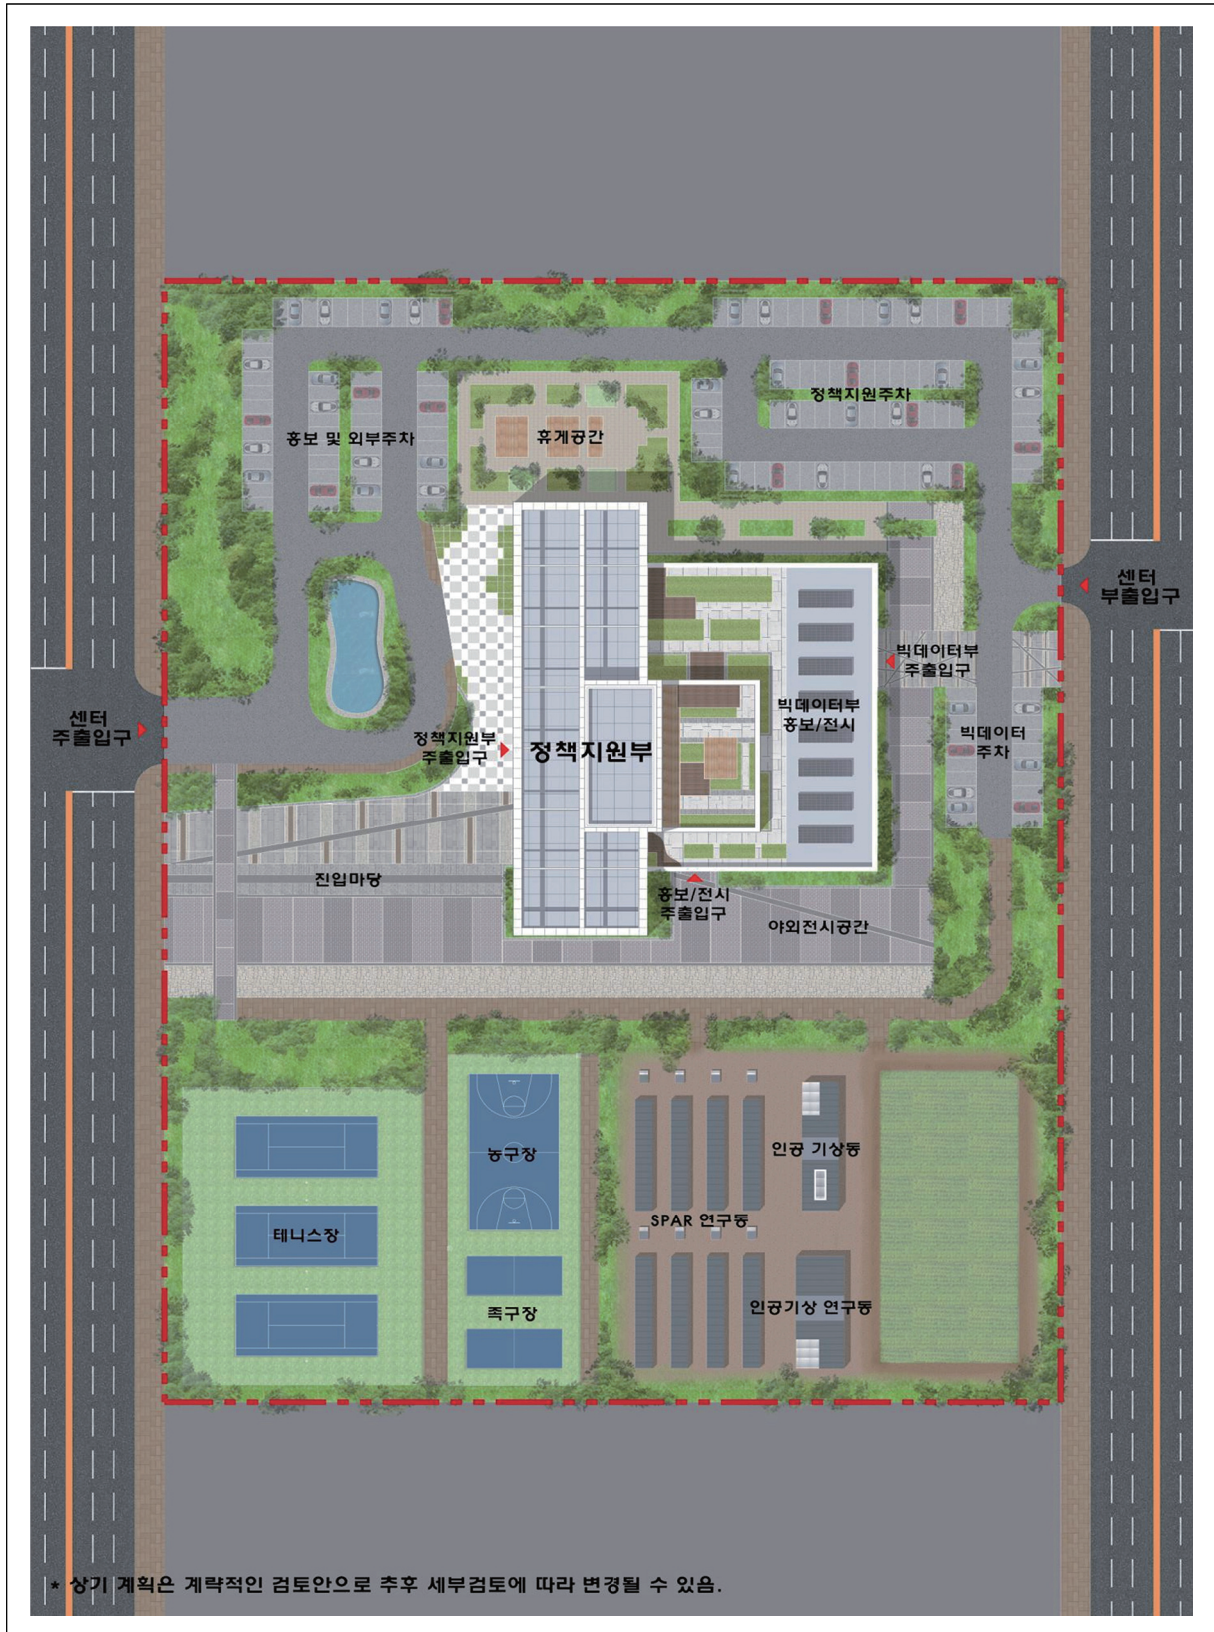 정책지원주차
홍보 및 외부주차
휴게공간
센터
부출입구
빅데이터부
주출입구
센터
주출입구
정책지원부
주출입구
정책지원부
빅데이터부
홍보/전시
빅데이터
주차
진입마당
홍보/전시
주출입구
야외전시공간
농구장
인공 기상동
테니스장
SPAR 연구동
족구장
인공기상 연구동
* 상기 계획은 계략적인 검토안으로 추후 세부검토에 따라 변경될 수 있음.